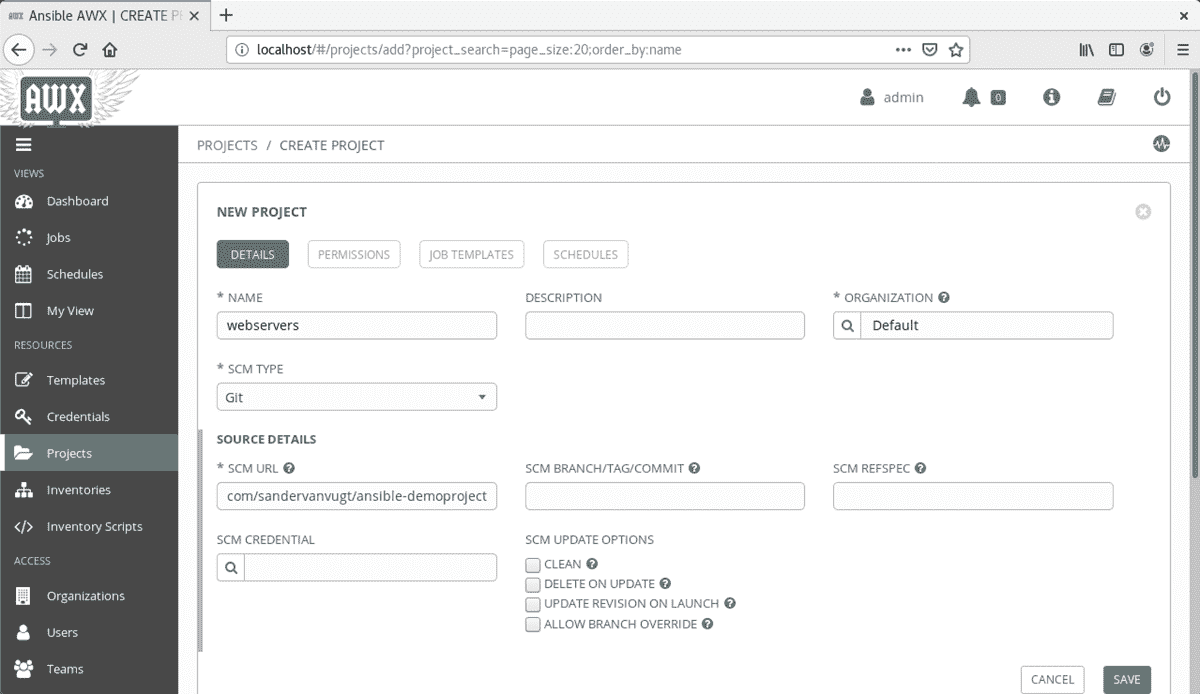 Ansible AWX | CREATE P
localhost/#/projects/add?project_search=page_size:20;order_by:name
AWX
admin
0
PROJECTS / CREATE PROJECT
VIEWS
Dashboard
Jobs
Schedules
My View
RESOURCES
Templates
Credentials
Projects
Inventories
Inventory Scripts
ACCESS
Organizations
Users
Teams
NEW PROJECT
DETAILS PERMISSIONS JOB TEMPLATES SCHEDULES
* NAME DESCRIPTION * ORGANIZATION
webservers Default
* SCM TYPE
Git
SOURCE DETAILS
* SCM URL SCM BRANCH/TAG/COMMIT SCM REFSPEC
com/sandervanvugt/ansible-demoproject
SCM CREDENTIAL SCM UPDATE OPTIONS
CLEAN
DELETE ON UPDATE
UPDATE REVISION ON LAUNCH
ALLOW BRANCH OVERRIDE
CANCEL SAVE